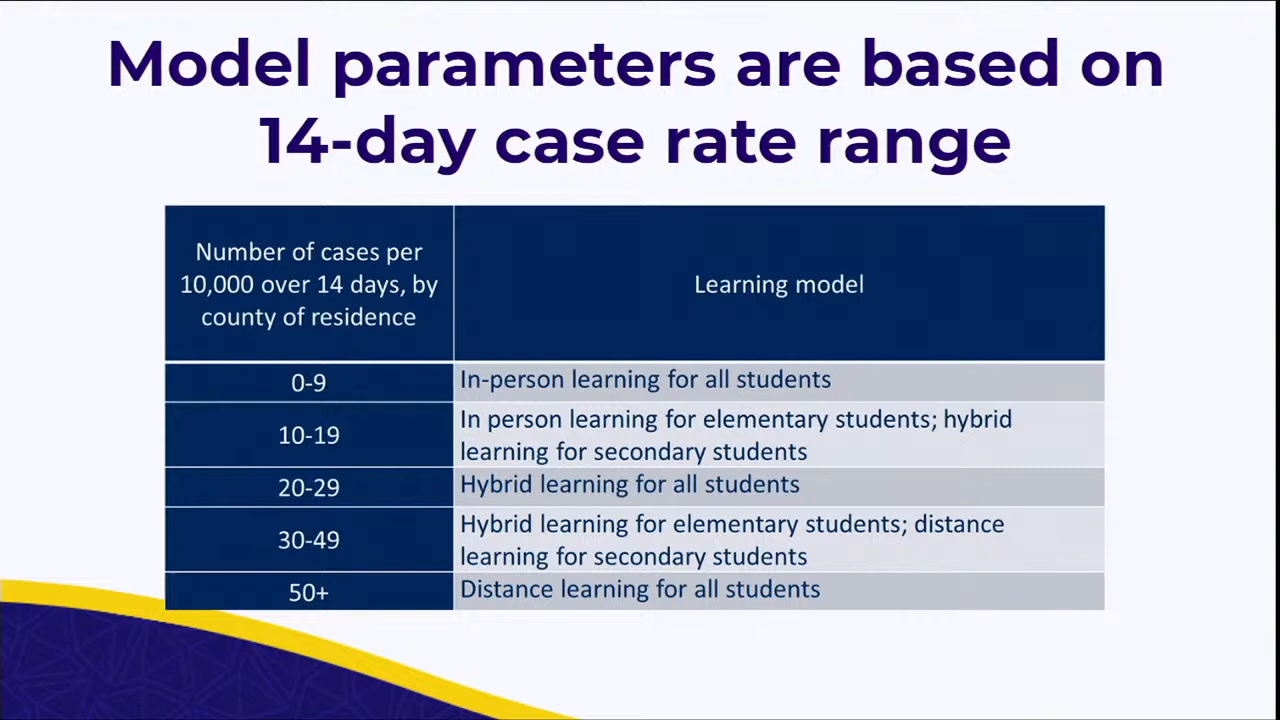 Model parameters are based on
14-day case rate range
Number of cases per
10,000 over 14 days, by
county of residence
Learning model
0-9
In-person learning for all students
10-19
In person learning for elementary students; hybrid
learning for secondary students
20-29
Hybrid learning for all students
30-49
Hybrid learning for elementary students; distance
learning for secondary students
50+
Distance learning for all students